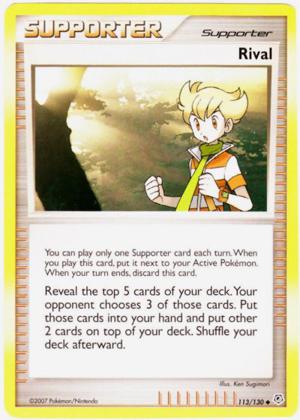 SUPPORTER
Supporter
Rival
You can play only one Supporter card each turn. When
you play this card, put it next to your Active Pokémon.
When your turn ends, discard this card.
Reveal the top 5 cards of your deck. Your
opponent chooses 3 of those cards. Put
those cards into your hand and put other
2 cards on top of your deck. Shuffle your
deck afterward.
Illus. Ken Sugimori
©2007 Pokémon/Nintendo
113/130